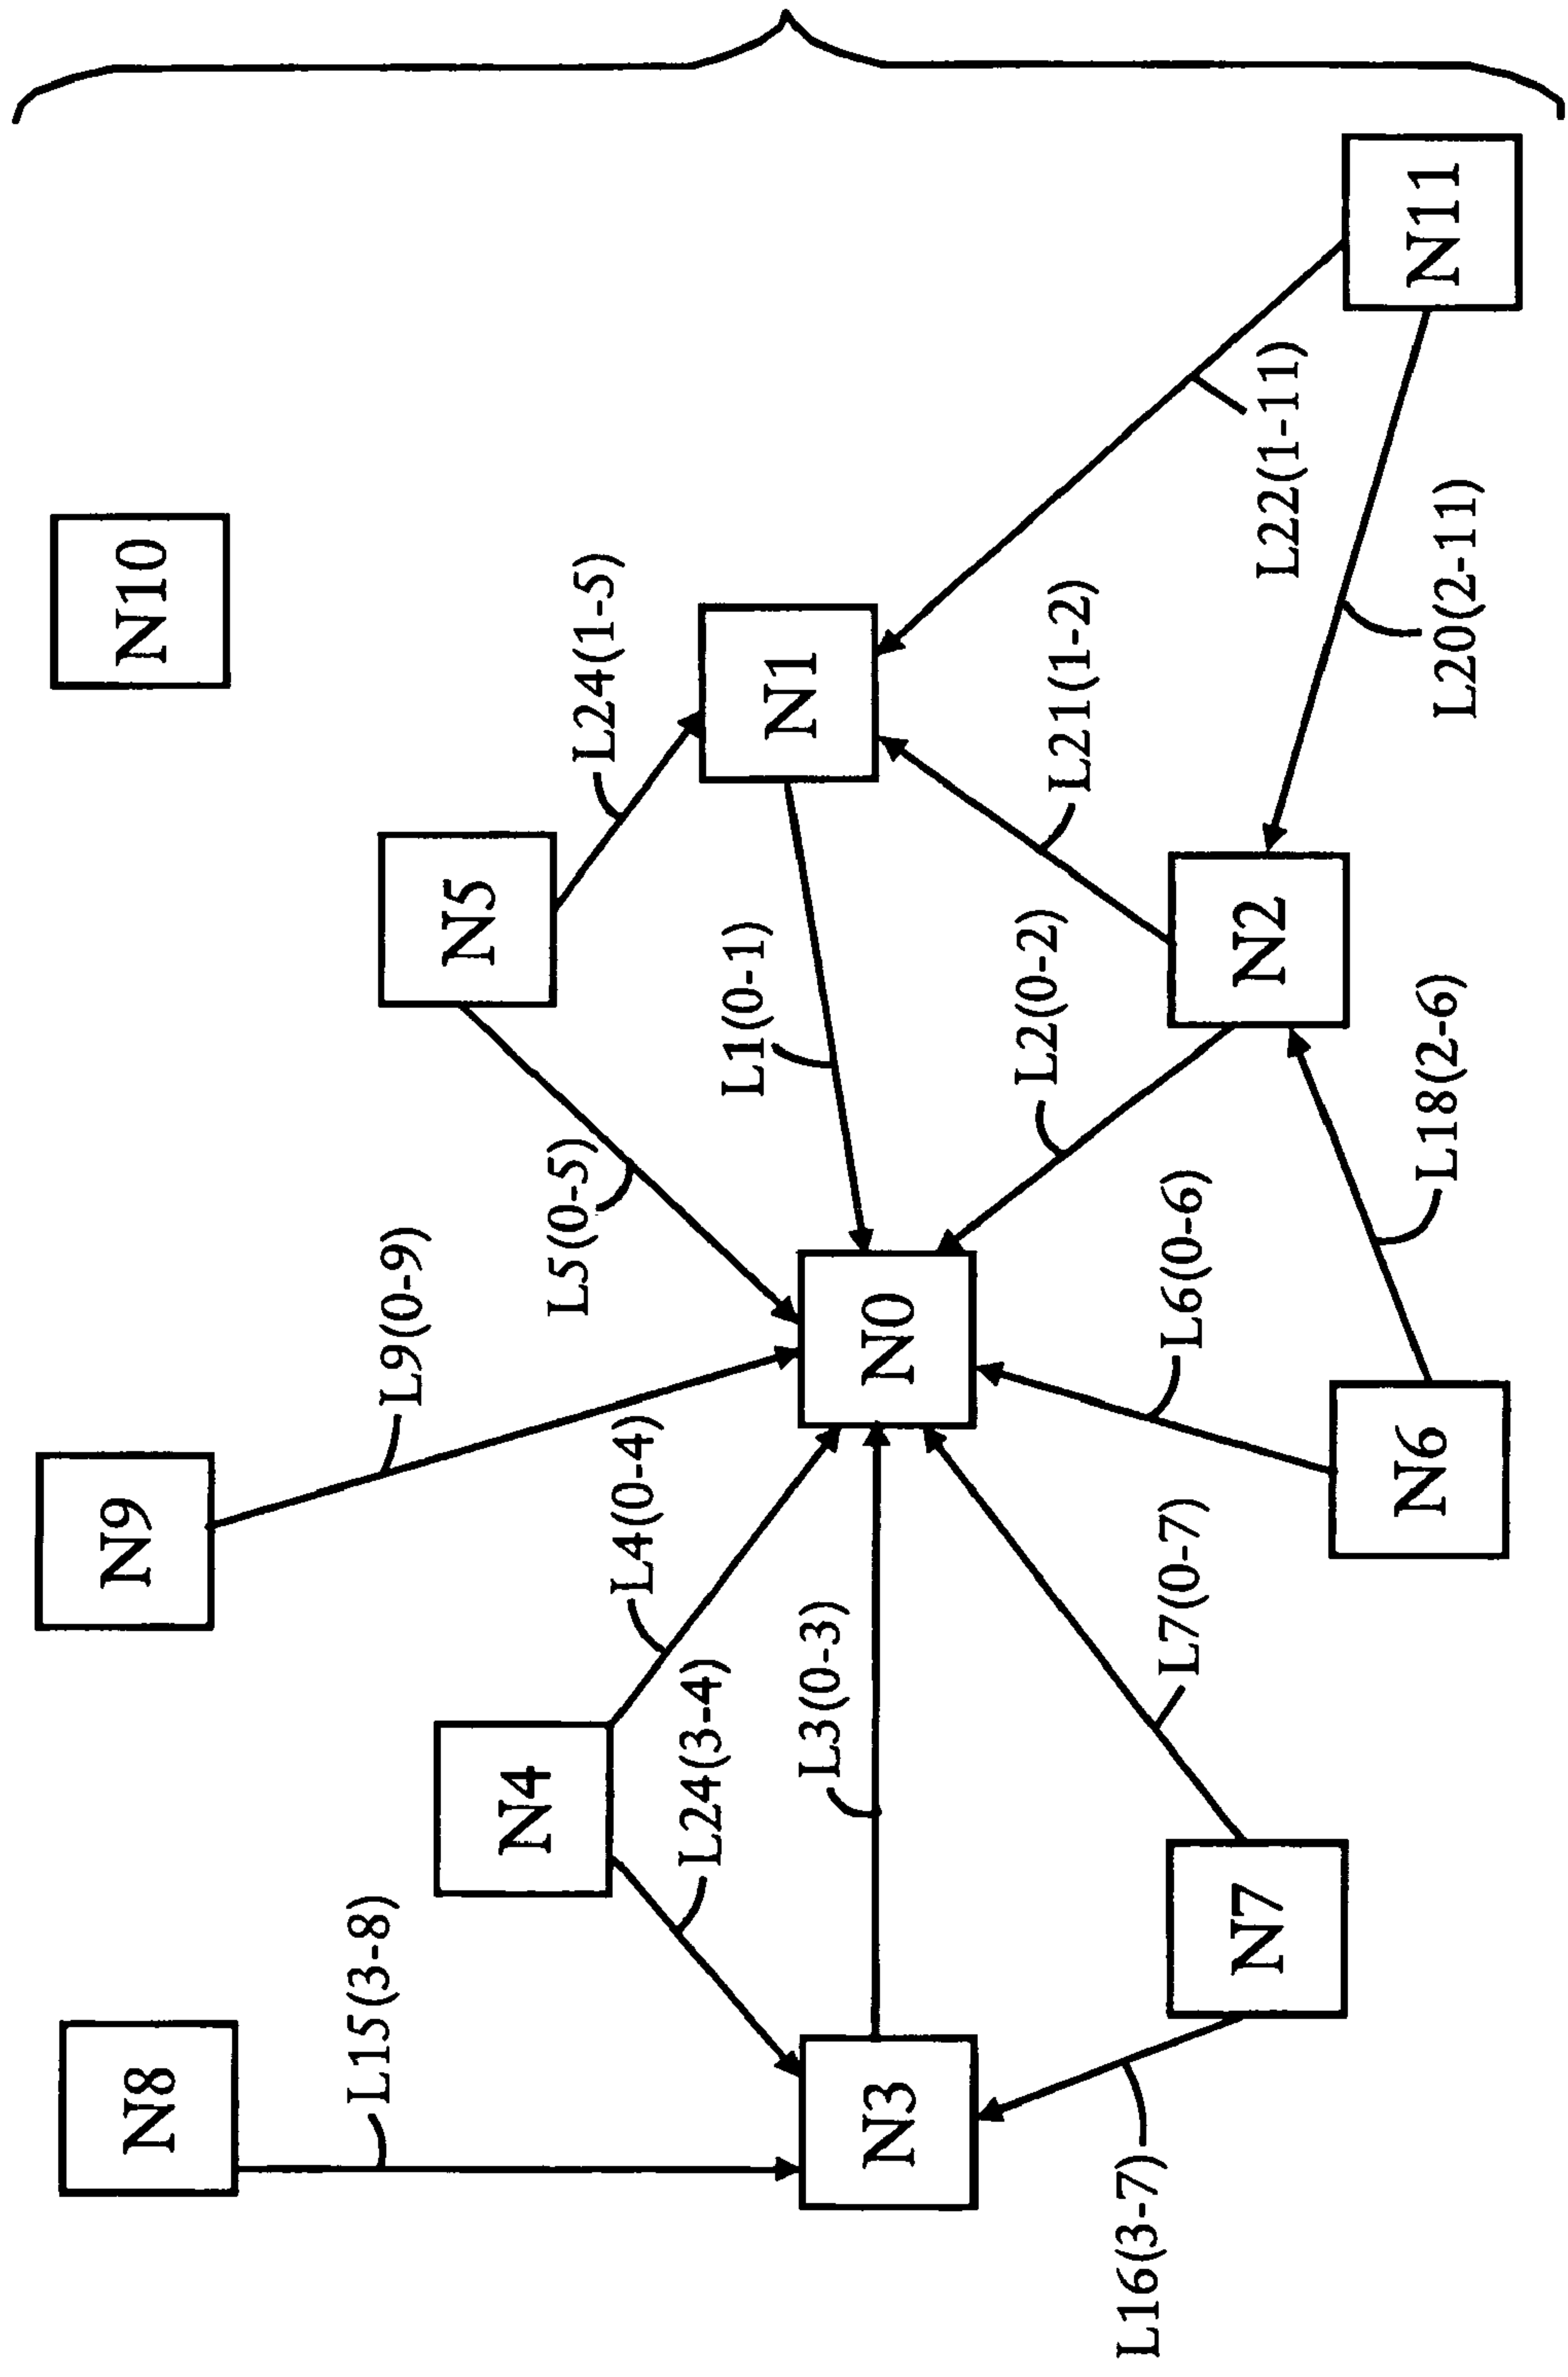 N8
L15(3-8)
N9
L9(0-9)
N10
N4
L24(3-4)
L4(0-4)
N5
L5(0-5)
L24(1-5)
N3
L3(0-3)
N0
L1(0-1)
N1
L2(0-2)
L21(1-2)
L16(3-7)
N7
L7(0-7)
L6(0-6)
N2
L22(1-11)
N6
L18(2-6)
L20(2-11)
N11